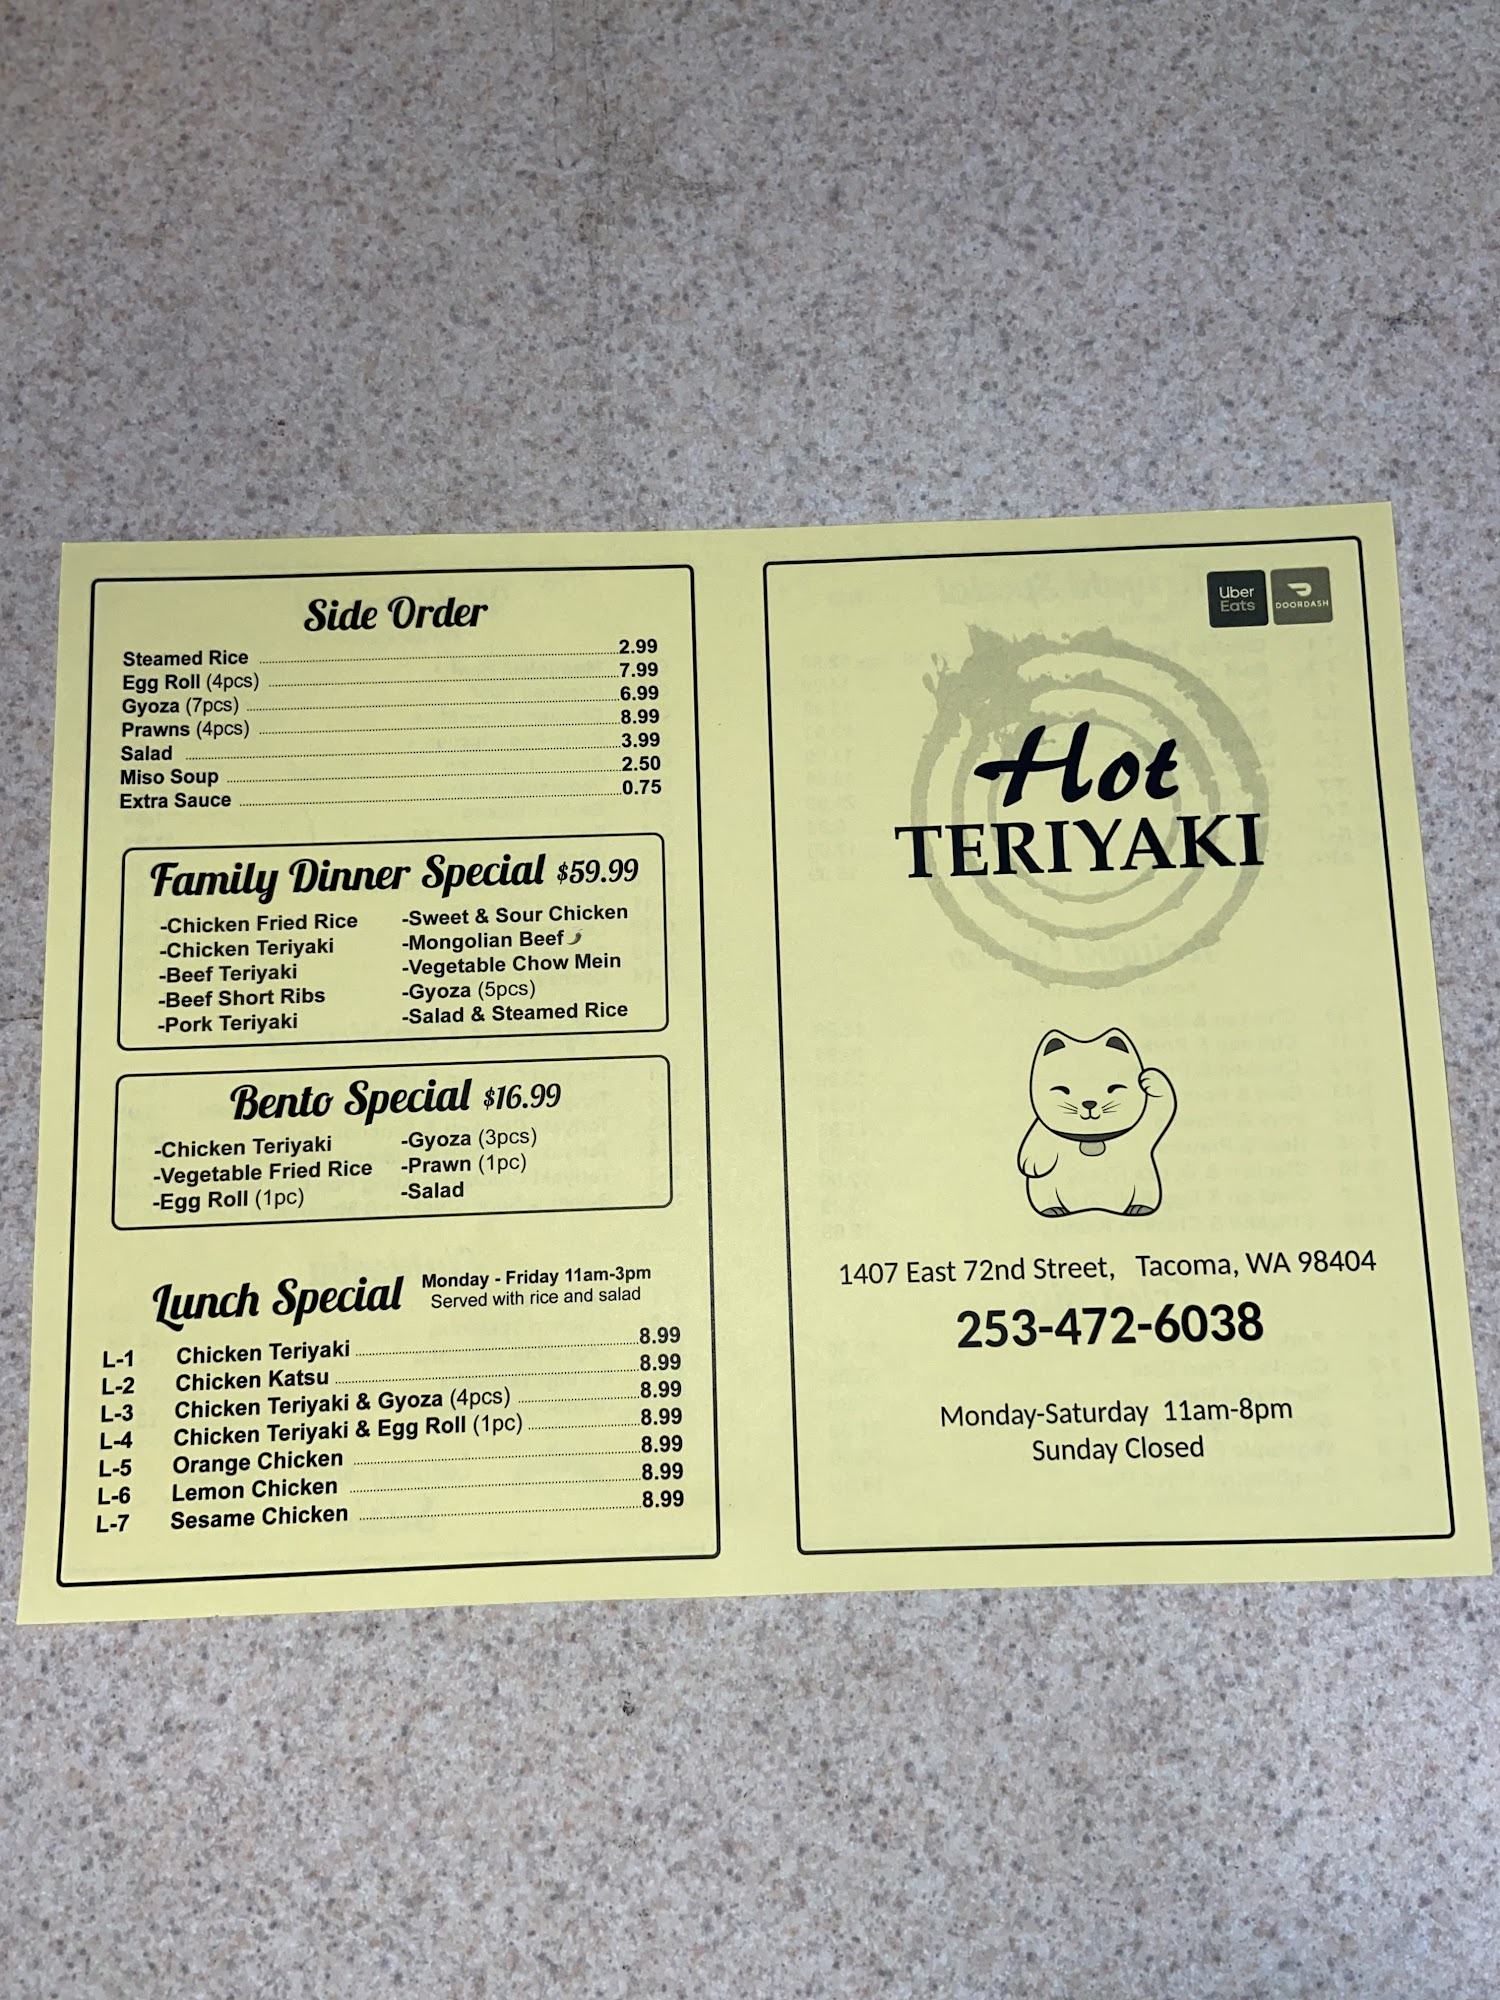 Side Order
Steamed Rice 2.99
Egg Roll (4pcs) 7.99
Gyoza (7pcs) 6.99
Prawns (4pcs) 8.99
Salad 3.99
Miso Soup 2.50
Extra Sauce 0.75
Family Dinner Special $59.99
-Chicken Fried Rice
-Chicken Teriyaki
-Beef Teriyaki
-Beef Short Ribs
-Pork Teriyaki
-Sweet & Sour Chicken
-Mongolian Beef
-Vegetable Chow Mein
-Gyoza (5pcs)
-Salad & Steamed Rice
Bento Special $16.99
-Chicken Teriyaki
-Vegetable Fried Rice
-Egg Roll (1pc)
-Gyoza (3pcs)
-Prawn (1pc)
-Salad
Lunch Special Monday - Friday 11am-3pm
Served with rice and salad
L-1 Chicken Teriyaki 8.99
L-2 Chicken Katsu 8.99
L-3 Chicken Teriyaki & Gyoza (4pcs) 8.99
L-4 Chicken Teriyaki & Egg Roll (1pc) 8.99
L-5 Orange Chicken 8.99
L-6 Lemon Chicken 8.99
L-7 Sesame Chicken 8.99
Uber
Eats
DOORDASH
Hot
TERIYAKI
1407 East 72nd Street, Tacoma, WA 98404
253-472-6038
Monday-Saturday 11am-8pm
Sunday Closed